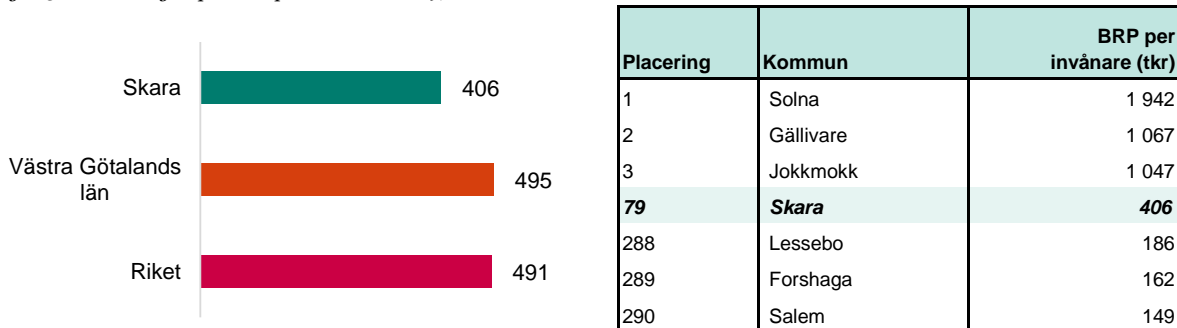 Skara
406
Västra Götalands
län
495
Riket
491
Placering Kommun BRP per
invånare (tkr)
1 Solna 1 942
2 Gällivare 1 067
3 Jokkmokk 1 047
79 Skara 406
288 Lessebo 186
289 Forshaga 162
290 Salem 149